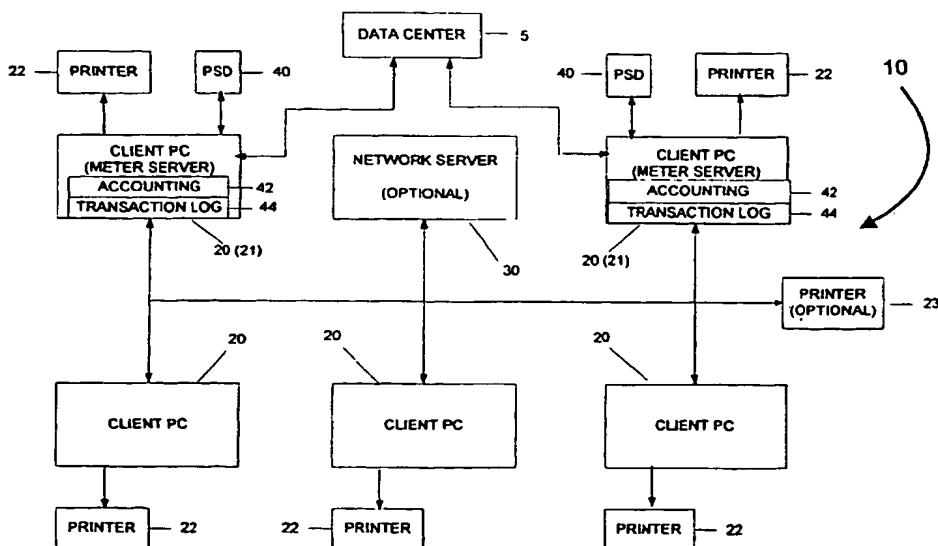 DATA CENTER 5
22 PRINTER
PSD 40
40 PSD
PRINTER 22
10
CLIENT PC
(METER SERVER)
ACCOUNTING 42
TRANSACTION LOG 44
20 (21)
NETWORK SERVER
(OPTIONAL)
30
CLIENT PC
(METER SERVER)
ACCOUNTING 42
TRANSACTION LOG 44
20 (21)
PRINTER
(OPTIONAL) 23
20
CLIENT PC
20
CLIENT PC
20
CLIENT PC
PRINTER 22
22 PRINTER
PRINTER 22